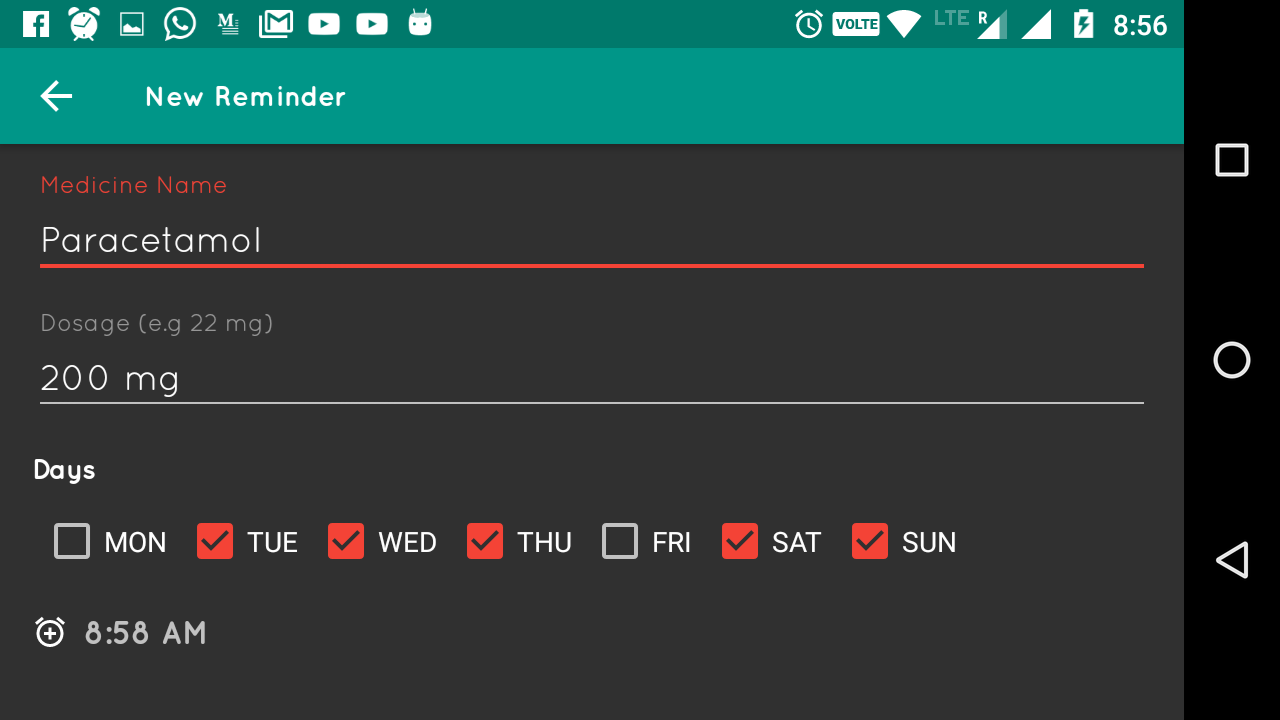 VOLTE LTE R 8:56
New Reminder
Medicine Name
Paracetamol
Dosage (e.g 22 mg)
200 mg
Days
MON TUE WED THU FRI SAT SUN
8:58 AM